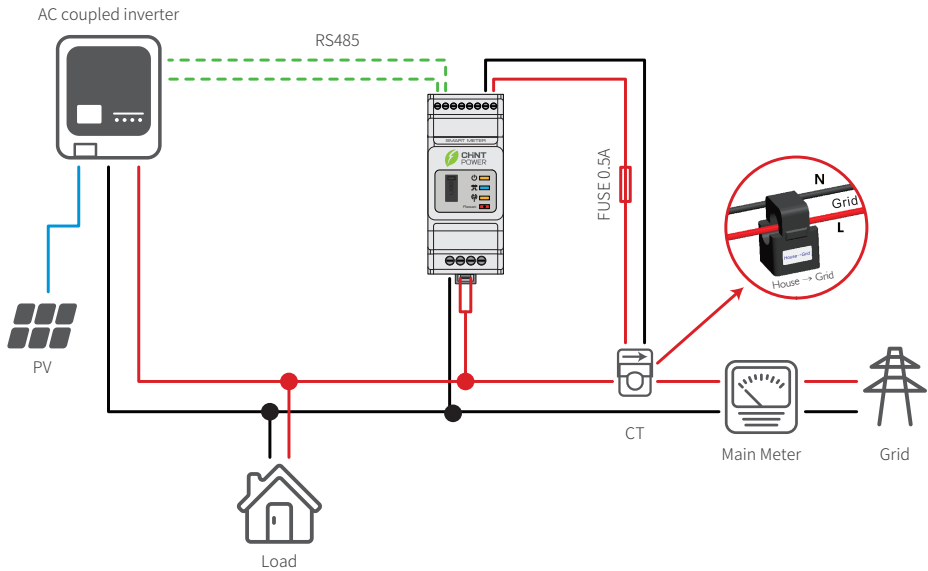 AC coupled inverter
RS485
SMART METER
CHNT
POWER
FUSE 0.5A
N
Grid
L
House→Grid
House → Grid
PV
CT
Main Meter
Grid
Load